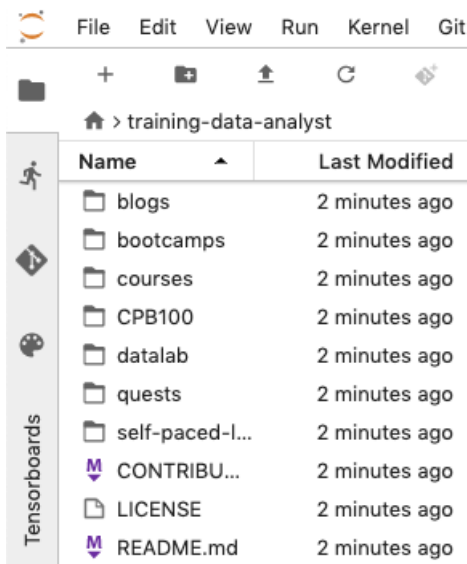 File Edit View Run Kernel Git
> training-data-analyst
Name Last Modified
blogs 2 minutes ago
bootcamps 2 minutes ago
courses 2 minutes ago
CPB100 2 minutes ago
datalab 2 minutes ago
quests 2 minutes ago
self-paced-l... 2 minutes ago
CONTRIBU... 2 minutes ago
LICENSE 2 minutes ago
README.md 2 minutes ago
Tensorboards